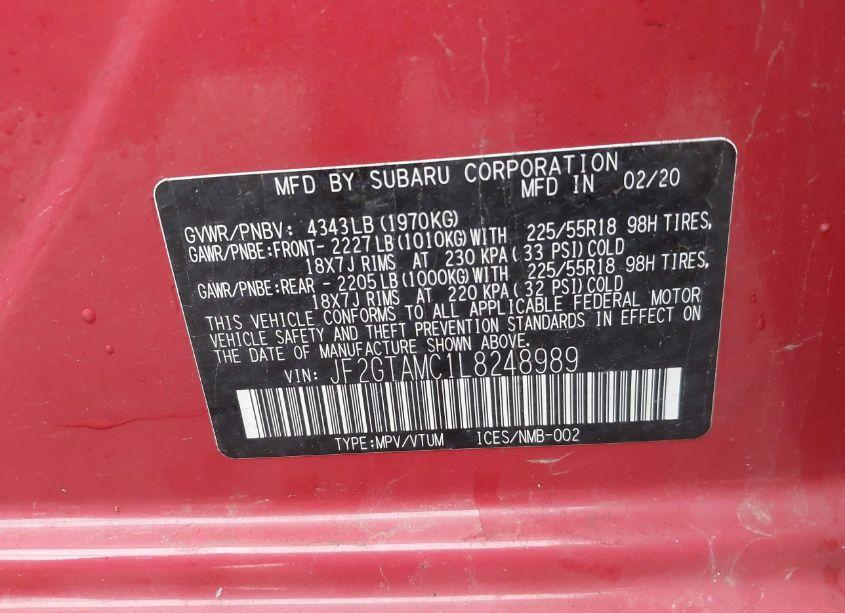 MFD BY SUBARU CORPORATION
MFD IN 02/20
GVWR/PNBV: 4343LB(1970KG)
GAWR/PNBE:FRONT- 2227LB(1010KG)WITH 225/55R18 98H TIRES,
18X7J RIMS AT 230 KPA(33 PSI)COLD
GAWR/PNBE:REAR - 2205LB(1000KG)WITH 225/55R18 98H TIRES,
18X7J RIMS AT 220 KPA(32 PSI)COLD
THIS VEHICLE CONFORMS TO ALL APPLICABLE FEDERAL MOTOR
VEHICLE SAFETY AND THEFT PREVENTION STANDARDS IN EFFECT ON
THE DATE OF MANUFACTURE SHOWN ABOVE.
VIN: JF2GTAMC1L8248989
TYPE:MPV/VTUM ICES/NMB-002